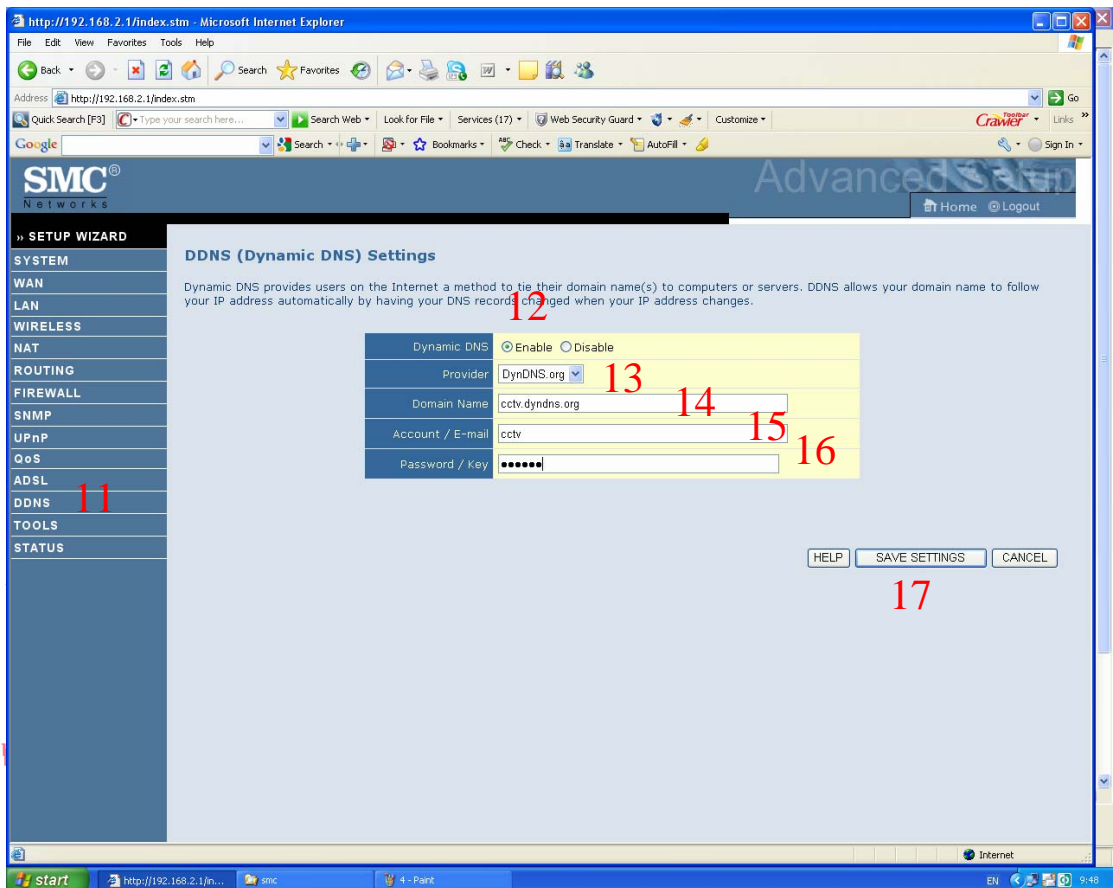 http://192.168.2.1/index.stm - Microsoft Internet Explorer
File Edit View Favorites Tools Help
Back Search Favorites
Address http://192.168.2.1/index.stm Go
Quick Search [F3] Type your search here... Search Web Look for File Services (17) Web Security Guard Customize Crawler Toolbar Links »
Google Search Bookmarks ABC Check āa Translate AutoFill Sign In
SMC® Networks
Advanced Setup
Home Logout
» SETUP WIZARD
SYSTEM
WAN
LAN
WIRELESS
NAT
ROUTING
FIREWALL
SNMP
UPnP
QoS
ADSL
DDNS 11
TOOLS
STATUS
DDNS (Dynamic DNS) Settings
Dynamic DNS provides users on the Internet a method to tie their domain name(s) to computers or servers. DDNS allows your domain name to follow
your IP address automatically by having your DNS records changed when your IP address changes.
12
Dynamic DNS Enable Disable
Provider DynDNS.org 13
Domain Name cctv.dyndns.org 14
Account / E-mail cctv 15
Password / Key ●●●●●● 16
HELP SAVE SETTINGS CANCEL
17
Internet
start http://192.168.2.1/in... smc 4 - Paint EN 9:48